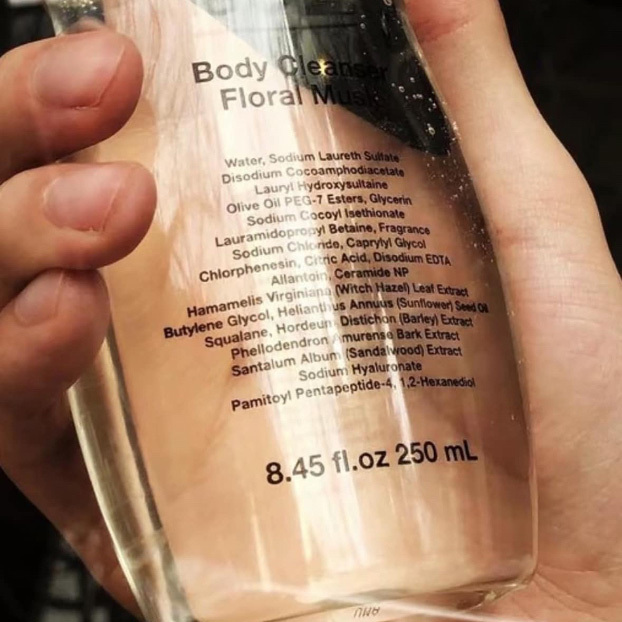 Body Cleanser
Floral Musk
Water, Sodium Laureth Sulfate
Disodium Cocoamphodiacetate
Lauryl Hydroxysultaine
Olive Oil PEG-7 Esters, Glycerin
Sodium Cocoyl Isethionate
Lauramidopropyl Betaine, Fragrance
Sodium Chloride, Caprylyl Glycol
Chlorphenesin, Citric Acid, Disodium EDTA
Allantoin, Ceramide NP
Hamamelis Virginiana (Witch Hazel) Leaf Extract
Butylene Glycol, Helianthus Annuus (Sunflower) Seed Oil
Squalane, Hordeum Distichon (Barley) Extract
Phellodendron Amurense Bark Extract
Santalum Album (Sandalwood) Extract
Sodium Hyaluronate
Pamitoyl Pentapeptide-4, 1,2-Hexanediol
8.45 fl.oz 250 mL